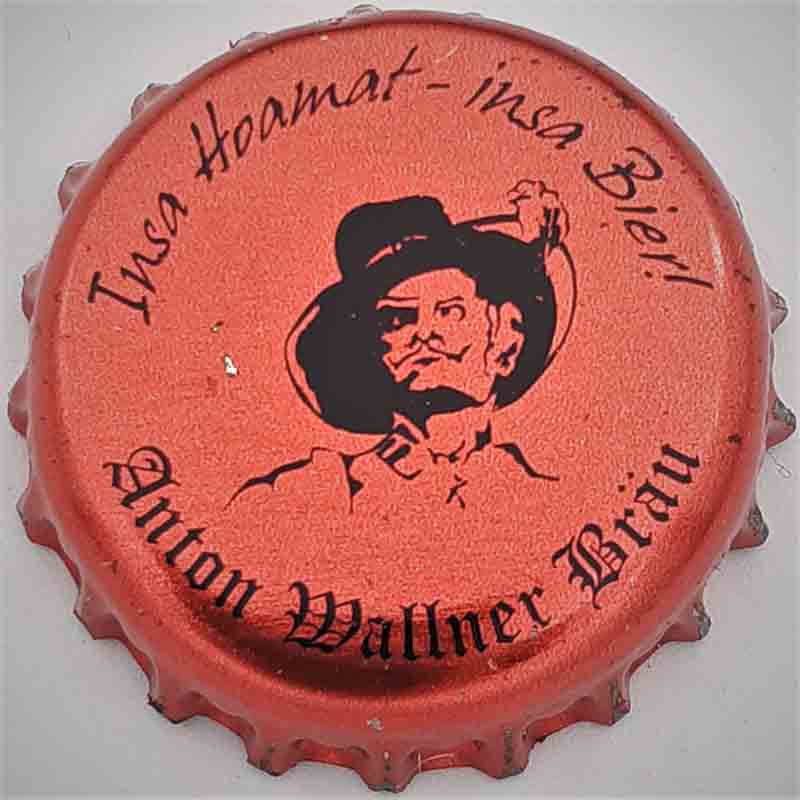 Insa Hoamat - insa Bier!
Anton Wallner Bräu